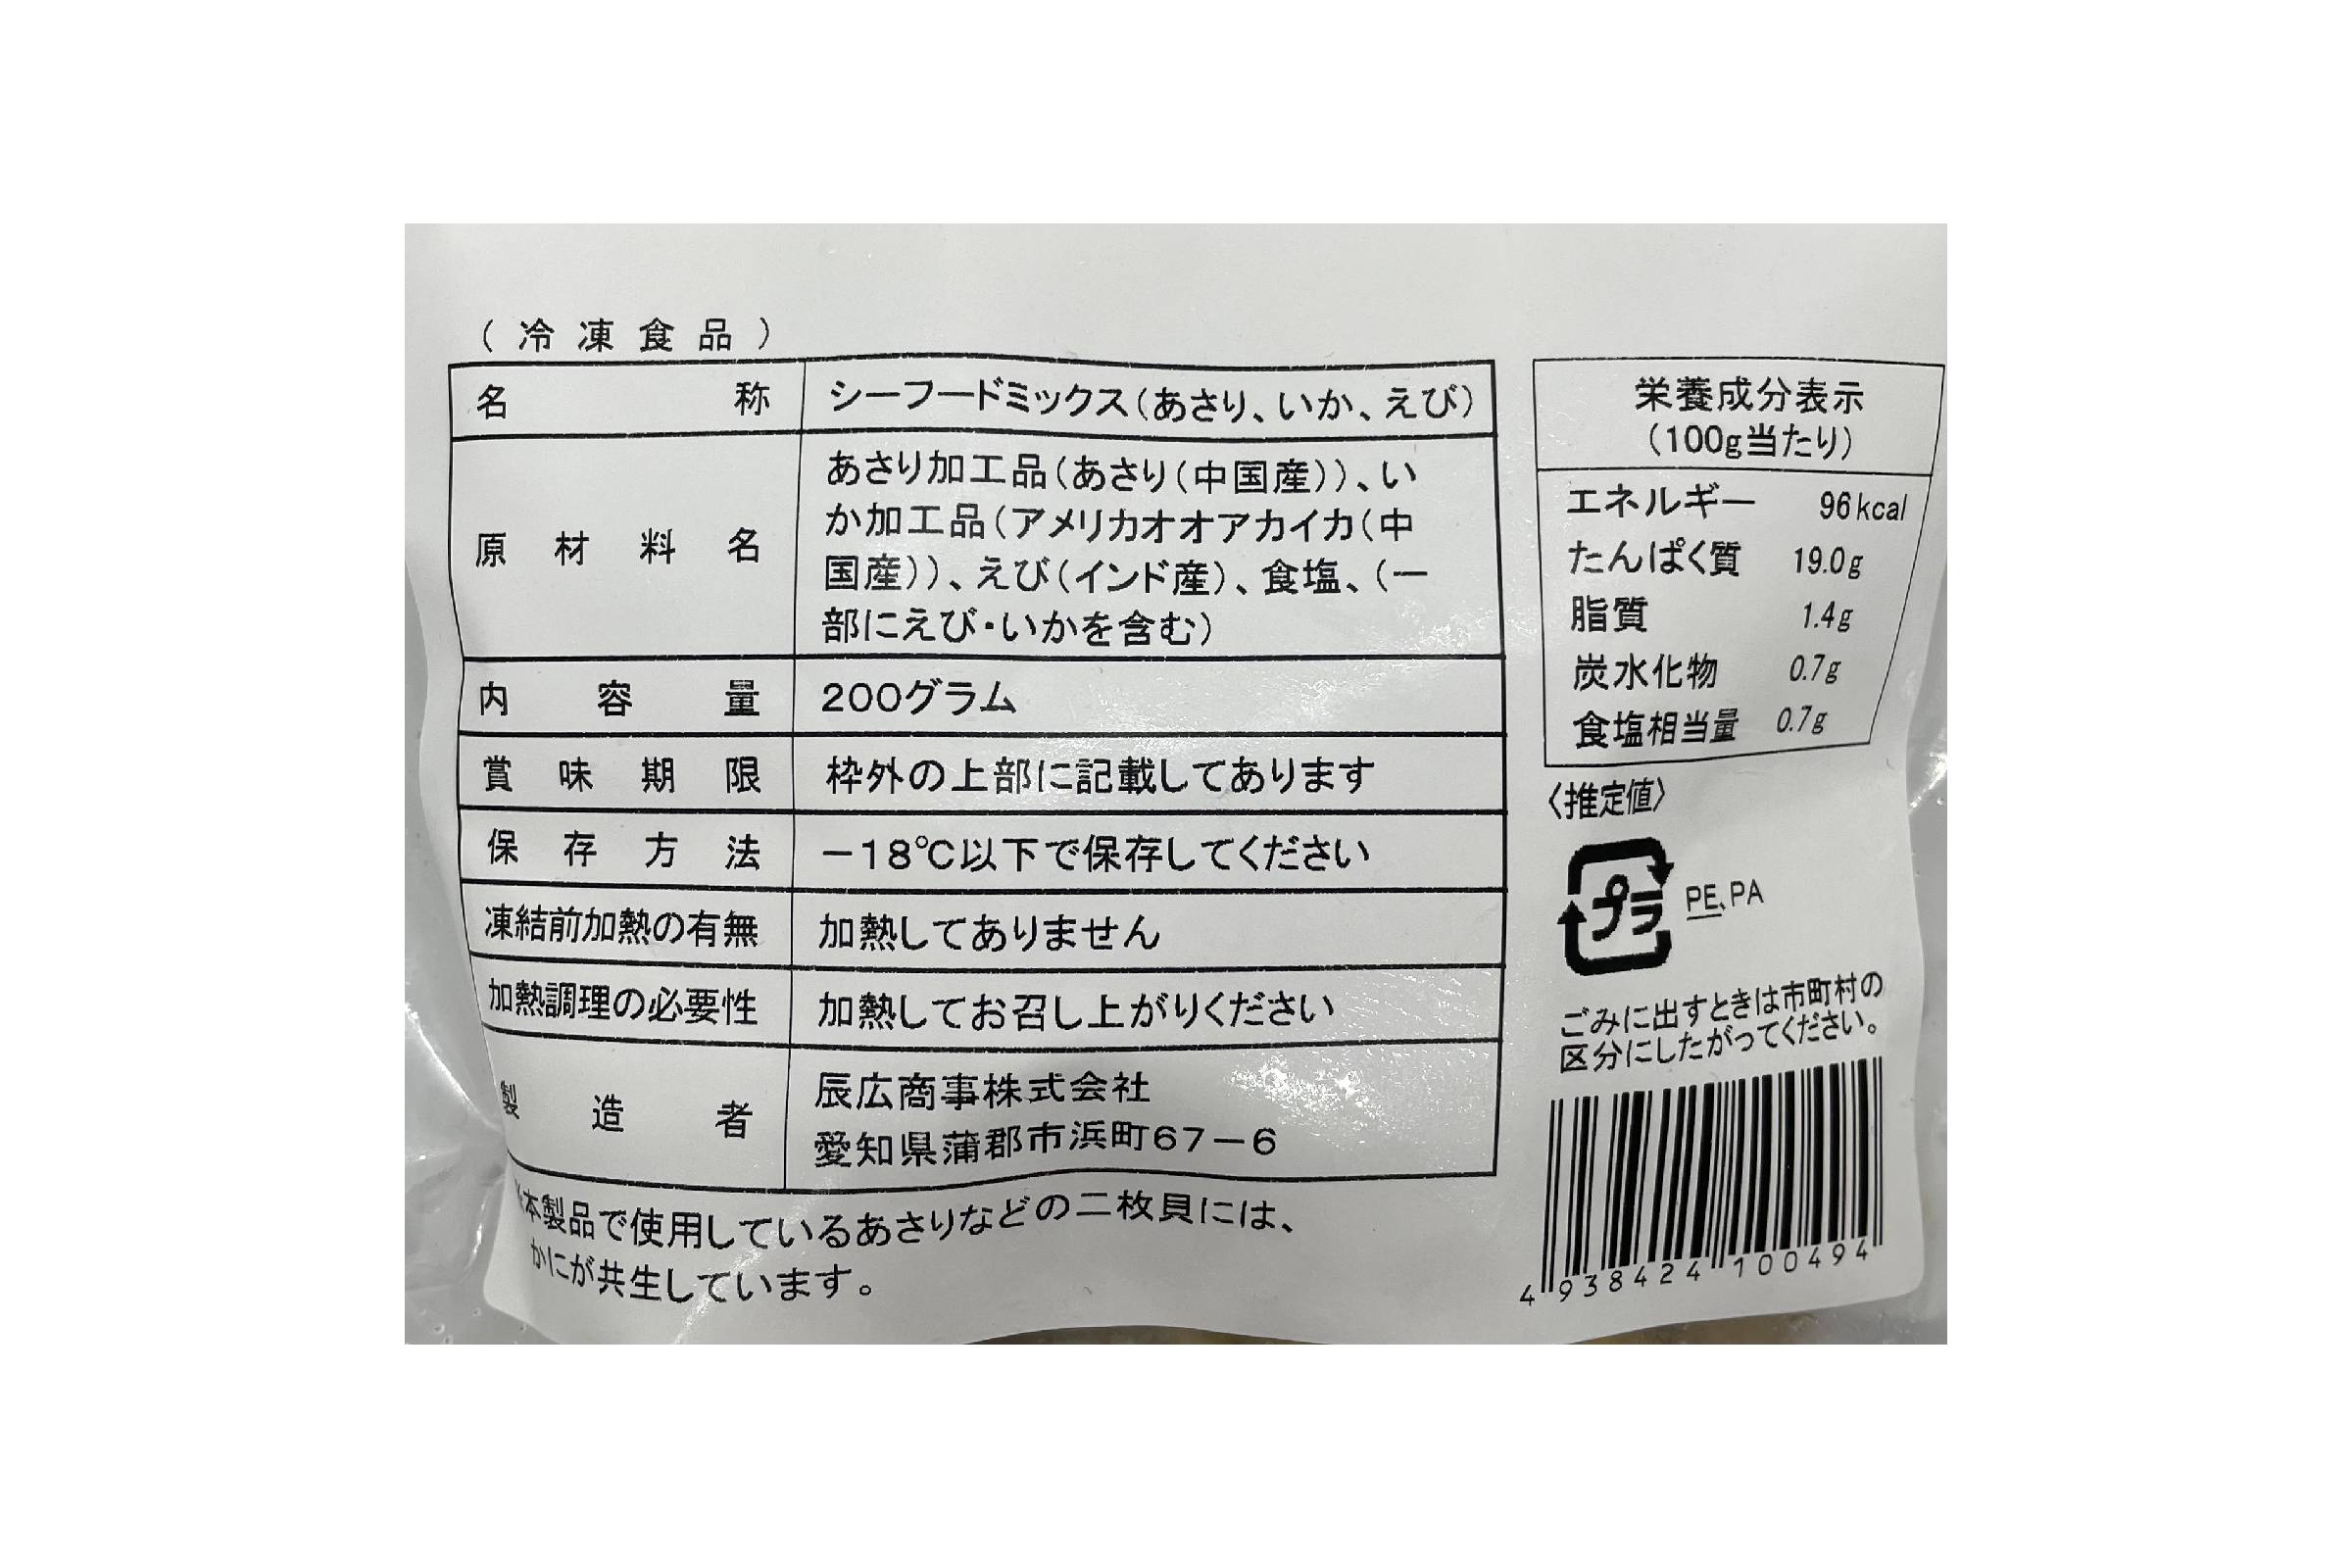 (冷凍食品)
名称 シーフードミックス(あさり、いか、えび)
原材料名 あさり加工品(あさり(中国産))、い
か加工品(アメリカオオアカイカ(中
国産))、えび(インド産)、食塩、(一
部にえび・いかを含む)
内容量 200グラム
賞味期限 枠外の上部に記載してあります
保存方法 －18℃以下で保存してください
凍結前加熱の有無 加熱してありません
加熱調理の必要性 加熱してお召し上がりください
製造者 辰広商事株式会社
愛知県蒲郡市浜町67－6
※本製品で使用しているあさりなどの二枚貝には、
かにが共生しています。
栄養成分表示
(100g当たり)
エネルギー 96kcal
たんぱく質 19.0g
脂質 1.4g
炭水化物 0.7g
食塩相当量 0.7g
〈推定値〉
プラ PE、PA
ごみに出すときは市町村の
区分にしたがってください。
4938424100494